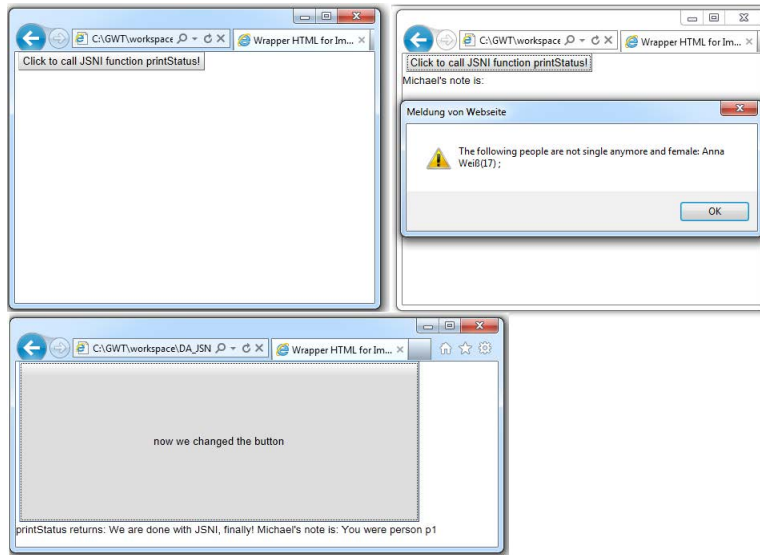 C:\GWT\workspace
Wrapper HTML for Im...
Click to call JSNI function printStatus!
C:\GWT\workspace
Wrapper HTML for Im...
Click to call JSNI function printStatus!
Michael's note is:
Meldung von Webseite
The following people are not single anymore and female: Anna
Weiß(17) ;
OK
C:\GWT\workspace\DA_JSN
Wrapper HTML for Im...
now we changed the button
printStatus returns: We are done with JSNI, finally! Michael's note is: You were person p1